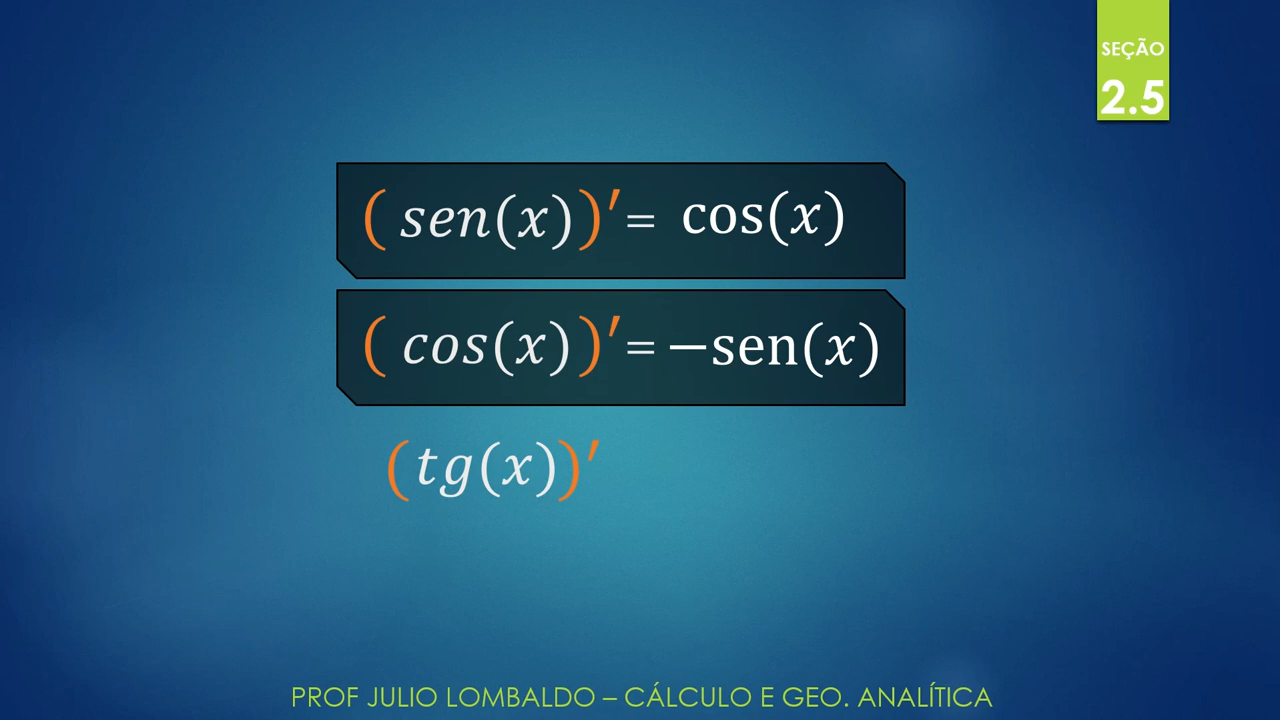 SEÇÃO
2.5
( sen(x))′= cos(x)
( cos(x))′= −sen(x)
(tg(x))′
PROF JULIO LOMBALDO – CÁLCULO E GEO. ANALÍTICA